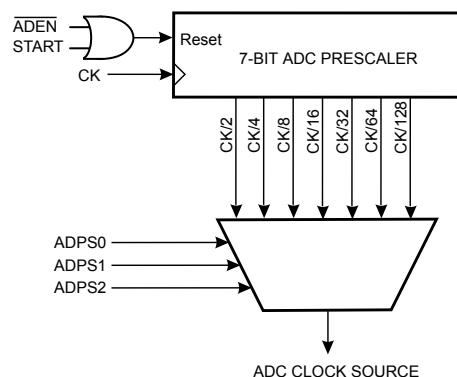 ADEN
START
Reset
7-BIT ADC PRESCALER
CK
CK/2
CK/4
CK/8
CK/16
CK/32
CK/64
CK/128
ADPS0
ADPS1
ADPS2
ADC CLOCK SOURCE